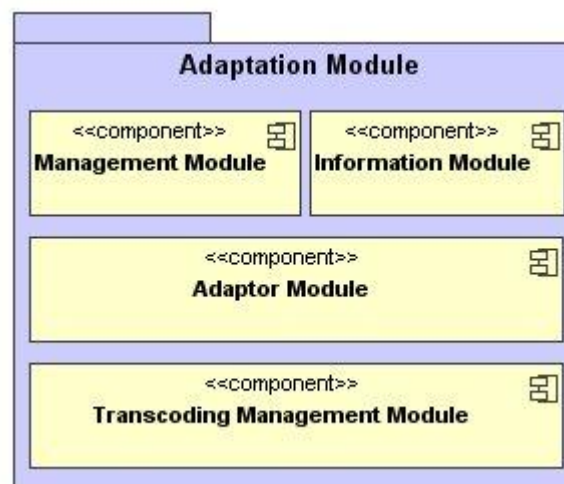 Adaptation Module
<<component>>
Management Module
<<component>>
Information Module
<<component>>
Adaptor Module
<<component>>
Transcoding Management Module